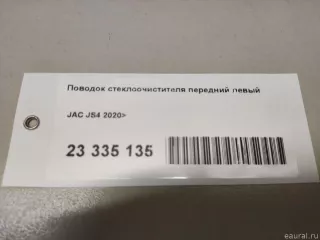 Поводок стеклоочистителя передний левый
JAC JS4 2020>
23 335 135
eaural.ru